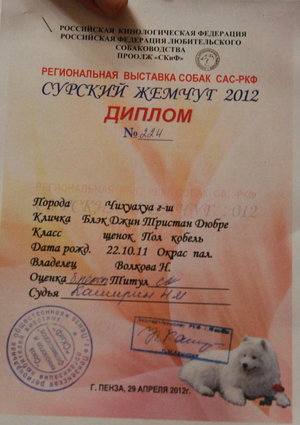 РОССИЙСКАЯ КИНОЛОГИЧЕСКАЯ ФЕДЕРАЦИЯ
РОССИЙСКАЯ ФЕДЕРАЦИЯ ЛЮБИТЕЛЬСКОГО
СОБАКОВОДСТВА
ПРООЛДЖ «СКиФ»
РЕГИОНАЛЬНАЯ ВЫСТАВКА СОБАК САС-РКФ
СУРСКИЙ ЖЕМЧУГ 2012
ДИПЛОМ
№ 224
Порода Чихуахуа г-ш
Кличка Блэк Джин Тристан Дюбре
Класс щенок Пол кобель
Дата рожд. 22.10.11 Окрас пал.
Владелец Волкова Н.
Оценка Титул
Судья
Г. ПЕНЗА, 29 АПРЕЛЯ 2012г.